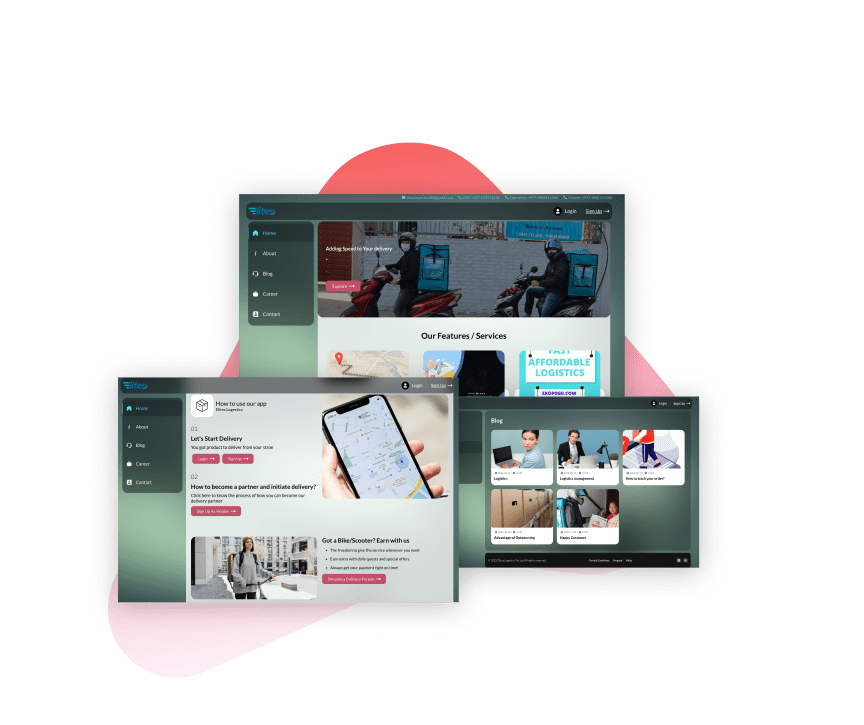 Elites
Login
Sign Up
Home
About
Blog
Career
Contact
Adding Speed to Your delivery
Explore
Our Features / Services
FAST
AFFORDABLE
LOGISTICS
Elites
Login
Sign Up
Home
About
Blog
Career
Contact
How to use our app
Elites Logistics
01
Let's Start Delivery
You got product to deliver from your stroe
Login
Sign Up
02
How to become a partner and initiate delivery?
Click here to know the process of how you can become our
delivery partner
Sign Up As Vendor
Got a Bike/Scooter? Earn with us
The freedom to give the service whenever you want
Earn extra with daily quests and special offers
Always get your payment right on time!
Become a Delivery Person
Login
Sign Up
Blog
Logistics
Logistics management
How to track your order?
Advantage of Outsourcing
Happy Customer